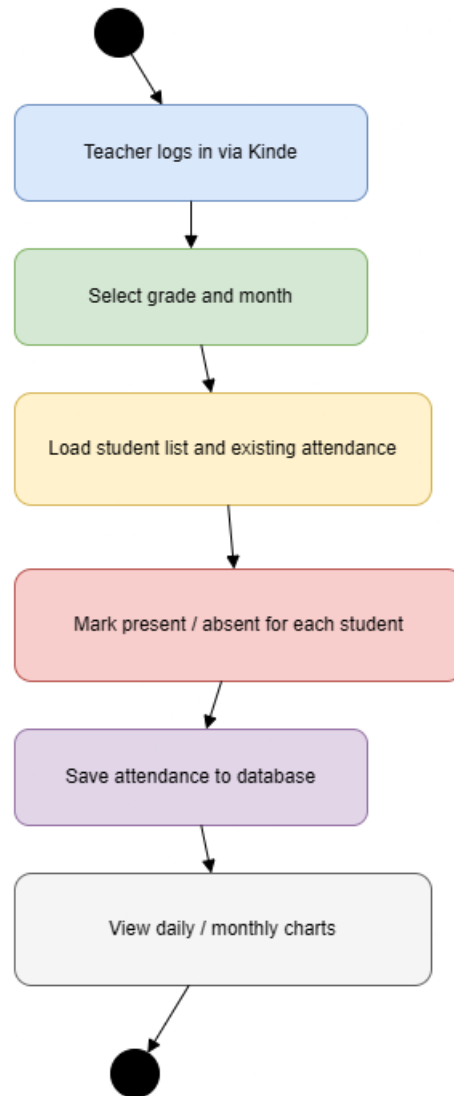 Teacher logs in via Kinde
Select grade and month
Load student list and existing attendance
Mark present / absent for each student
Save attendance to database
View daily / monthly charts